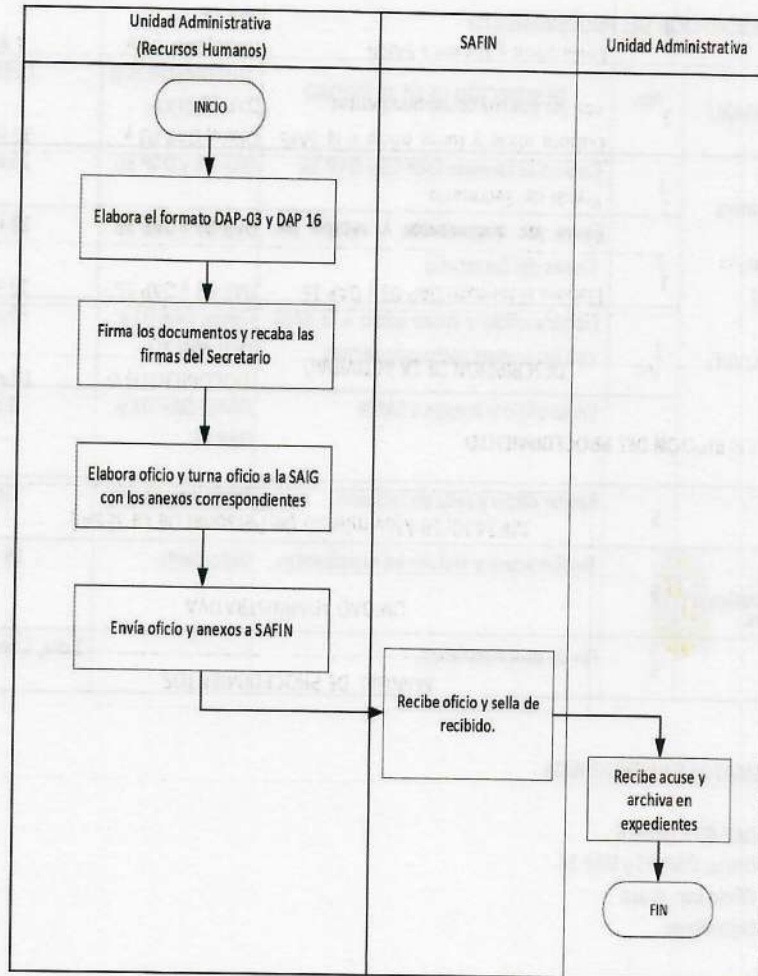 Unidad Administrativa
(Recursos Humanos)
SAFIN
Unidad Administrativa
INICIO
Elabora el formato DAP-03 y DAP 16
Firma los documentos y recaba las
firmas del Secretario
Elabora oficio y turna oficio a la SAIG
con los anexos correspondientes
Envía oficio y anexos a SAFIN
Recibe oficio y sella de
recibido.
Recibe acuse y
archiva en
expedientes
FIN